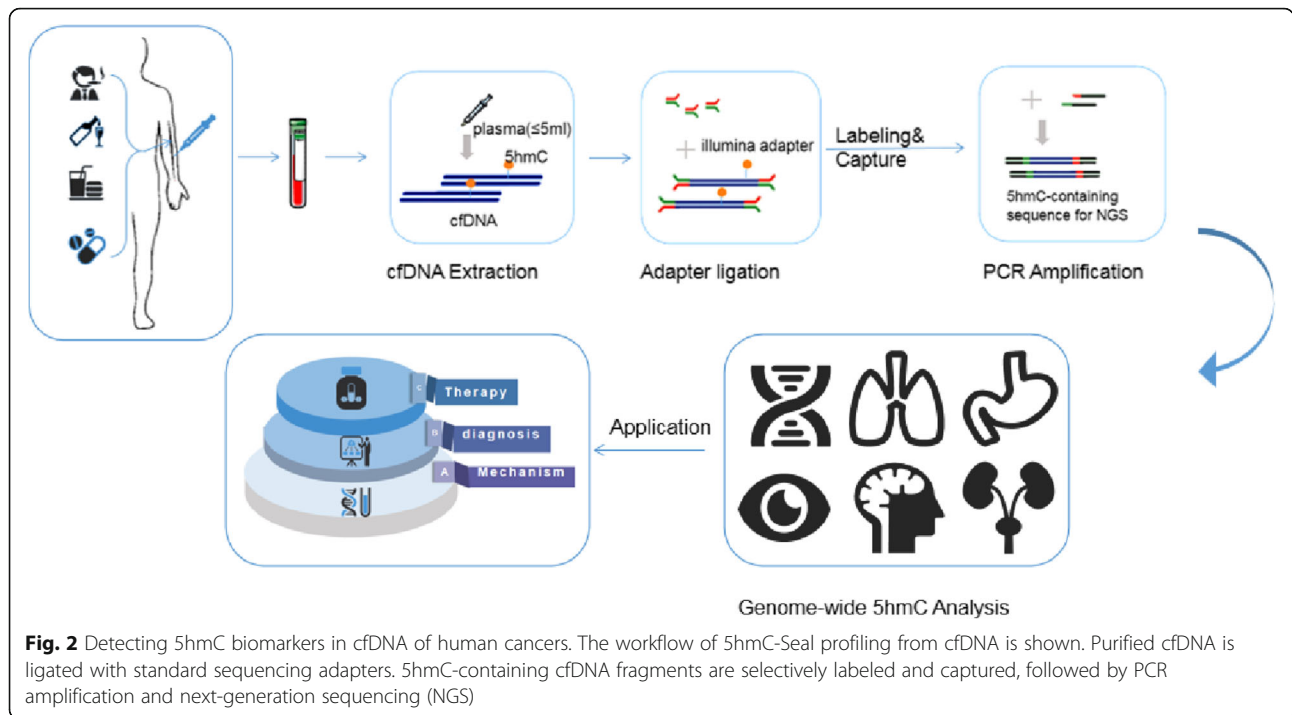 plasma(≤5ml)
5hmC
cfDNA
cfDNA Extraction
illumina adapter
Adapter ligation
Labeling&
Capture
5hmC-containing
sequence for NGS
PCR Amplification
C Therapy
B diagnosis
A Mechanism
Application
Genome-wide 5hmC Analysis
Fig. 2 Detecting 5hmC biomarkers in cfDNA of human cancers. The workflow of 5hmC-Seal profiling from cfDNA is shown. Purified cfDNA is
ligated with standard sequencing adapters. 5hmC-containing cfDNA fragments are selectively labeled and captured, followed by PCR
amplification and next-generation sequencing (NGS)